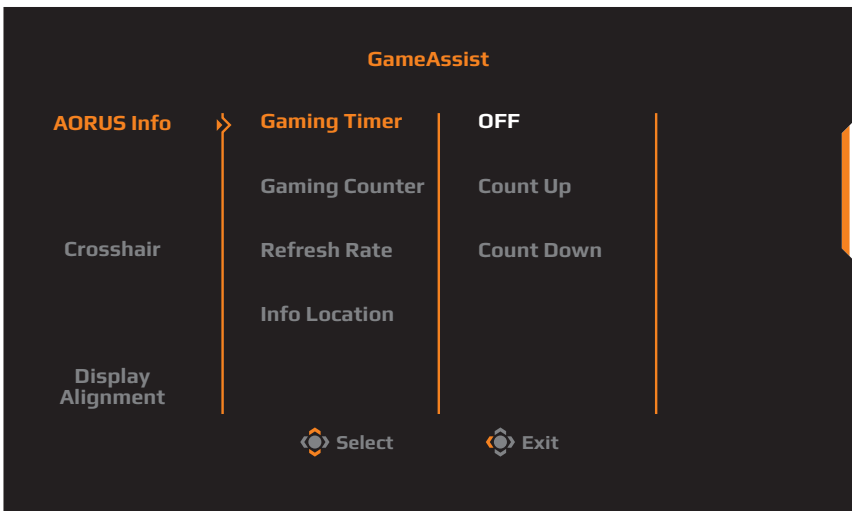 GameAssist
AORUS Info
Gaming Timer
OFF
Gaming Counter
Count Up
Crosshair
Refresh Rate
Count Down
Info Location
Display
Alignment
Select
Exit